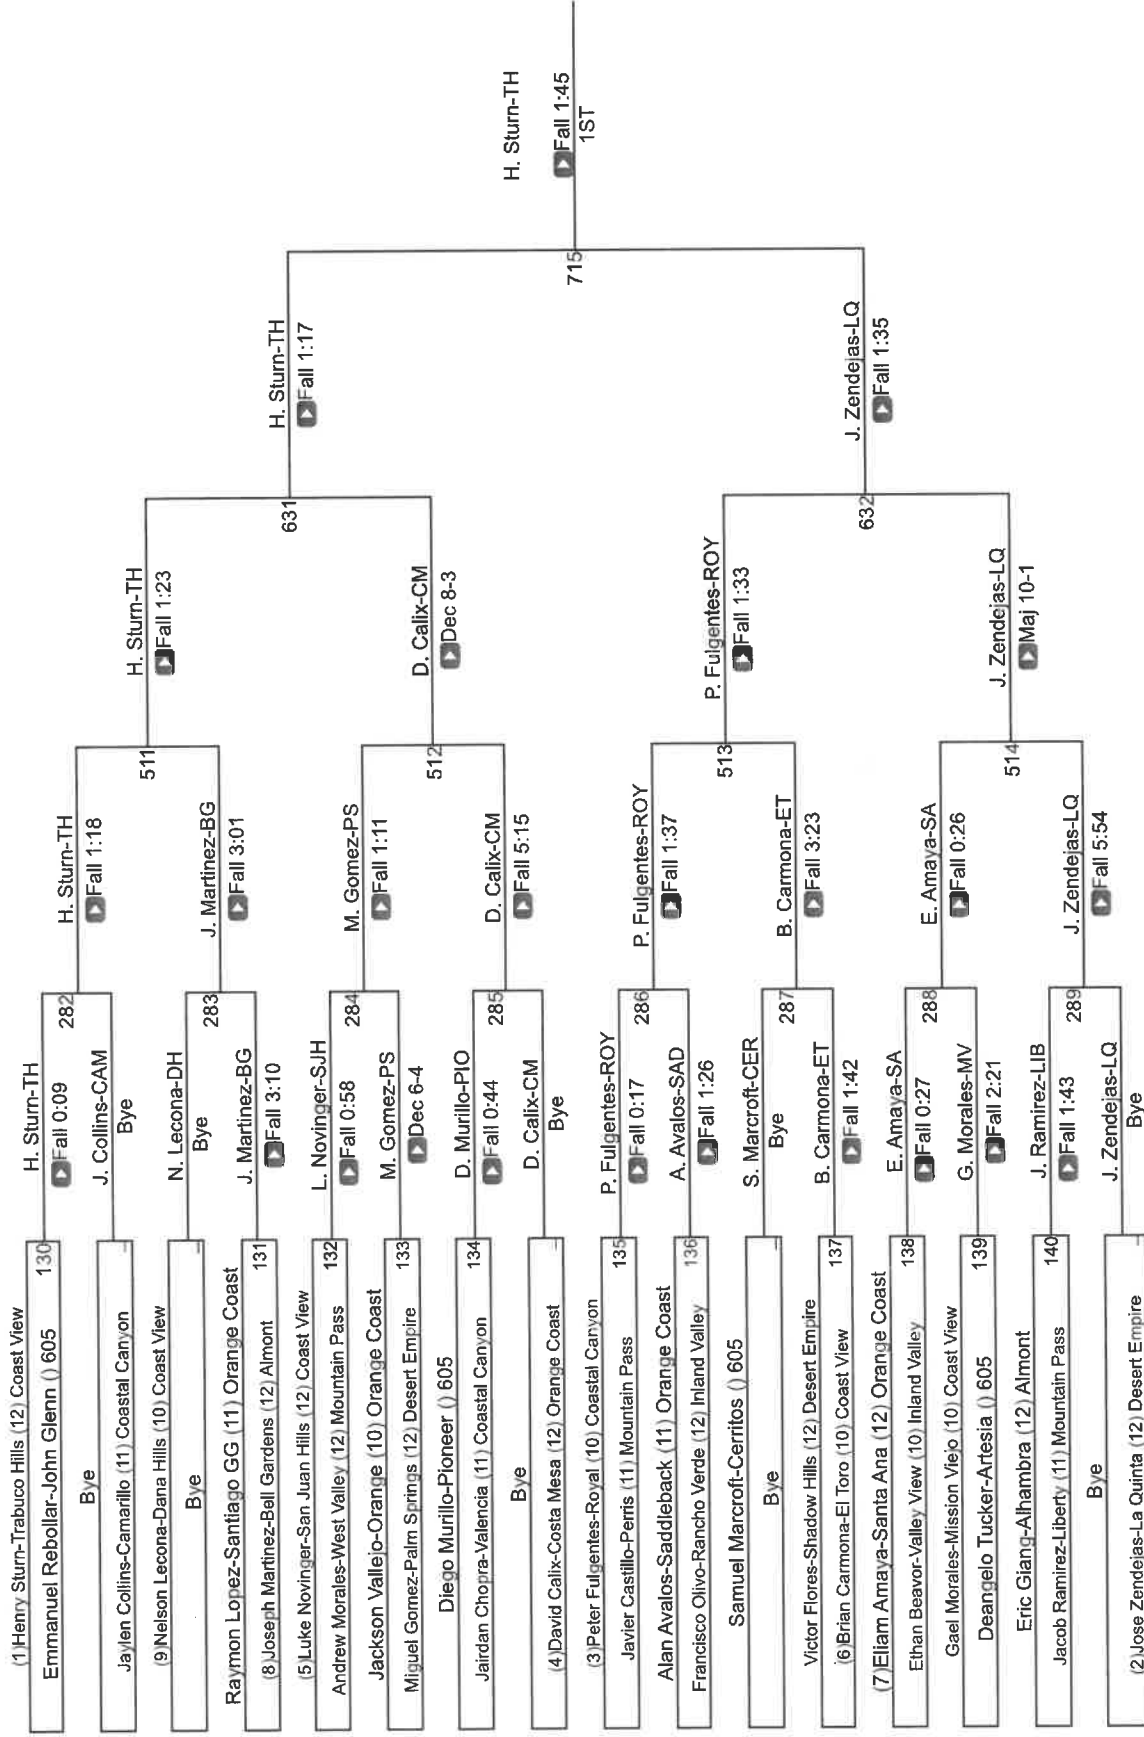 (1)Henry Sturn-Trabuco Hills (12) Coast View
Emmanuel Rebollar-John Glenn () 605
130
Bye
Jaylen Collins-Camarillo (11) Coastal Canyon
(9)Nelson Lecona-Dana Hills (10) Coast View
Bye
Raymon Lopez-Santiago GG (11) Orange Coast
(8)Joseph Martinez-Bell Gardens (12) Almont
131
(5)Luke Novinger-San Juan Hills (12) Coast View
Andrew Morales-West Valley (12) Mountain Pass
132
Jackson Vallejo-Orange (10) Orange Coast
Miguel Gomez-Palm Springs (12) Desert Empire
133
Diego Murillo-Pioneer () 605
Jairdan Chopra-Valencia (11) Coastal Canyon
134
Bye
(4)David Calix-Costa Mesa (12) Orange Coast
(3)Peter Fulgentes-Royal (10) Coastal Canyon
Javier Castillo-Perris (11) Mountain Pass
135
Alan Avalos-Saddleback (11) Orange Coast
Francisco Olivo-Rancho Verde (12) Inland Valley
136
Samuel Marcroft-Cerritos () 605
Bye
Victor Flores-Shadow Hills (12) Desert Empire
(6)Brian Carmona-El Toro (10) Coast View
137
(7)Eliam Amaya-Santa Ana (12) Orange Coast
Ethan Beavor-Valley View (10) Inland Valley
138
Gael Morales-Mission Viejo (10) Coast View
Deangelo Tucker-Artesia () 605
139
Eric Giang-Alhambra (12) Almont
Jacob Ramirez-Liberty (11) Mountain Pass
140
Bye
(2)Jose Zendejas-La Quinta (12) Desert Empire
H. Sturn-TH
Fall 0:09
282
J. Collins-CAM
Bye
N. Lecona-DH
Bye
283
J. Martinez-BG
Fall 3:10
L. Novinger-SJH
Fall 0:58
284
M. Gomez-PS
Dec 6-4
D. Murillo-PIO
Fall 0:44
285
D. Calix-CM
Bye
P. Fulgentes-ROY
Fall 0:17
286
A. Avalos-SAD
Fall 1:26
S. Marcroft-CER
Bye
287
B. Carmona-ET
Fall 1:42
E. Amaya-SA
Fall 0:27
288
G. Morales-MV
Fall 2:21
J. Ramirez-LIB
Fall 1:43
289
J. Zendejas-LQ
Bye
H. Sturn-TH
Fall 1:18
511
J. Martinez-BG
Fall 3:01
M. Gomez-PS
Fall 1:11
512
D. Calix-CM
Fall 5:15
P. Fulgentes-ROY
Fall 1:37
513
B. Carmona-ET
Fall 3:23
E. Amaya-SA
Fall 0:26
514
J. Zendejas-LQ
Fall 5:54
H. Sturn-TH
Fall 1:23
631
D. Calix-CM
Dec 8-3
P. Fulgentes-ROY
Fall 1:33
632
J. Zendejas-LQ
Maj 10-1
H. Sturn-TH
Fall 1:17
715
J. Zendejas-LQ
Fall 1:35
H. Sturn-TH
Fall 1:45
1ST